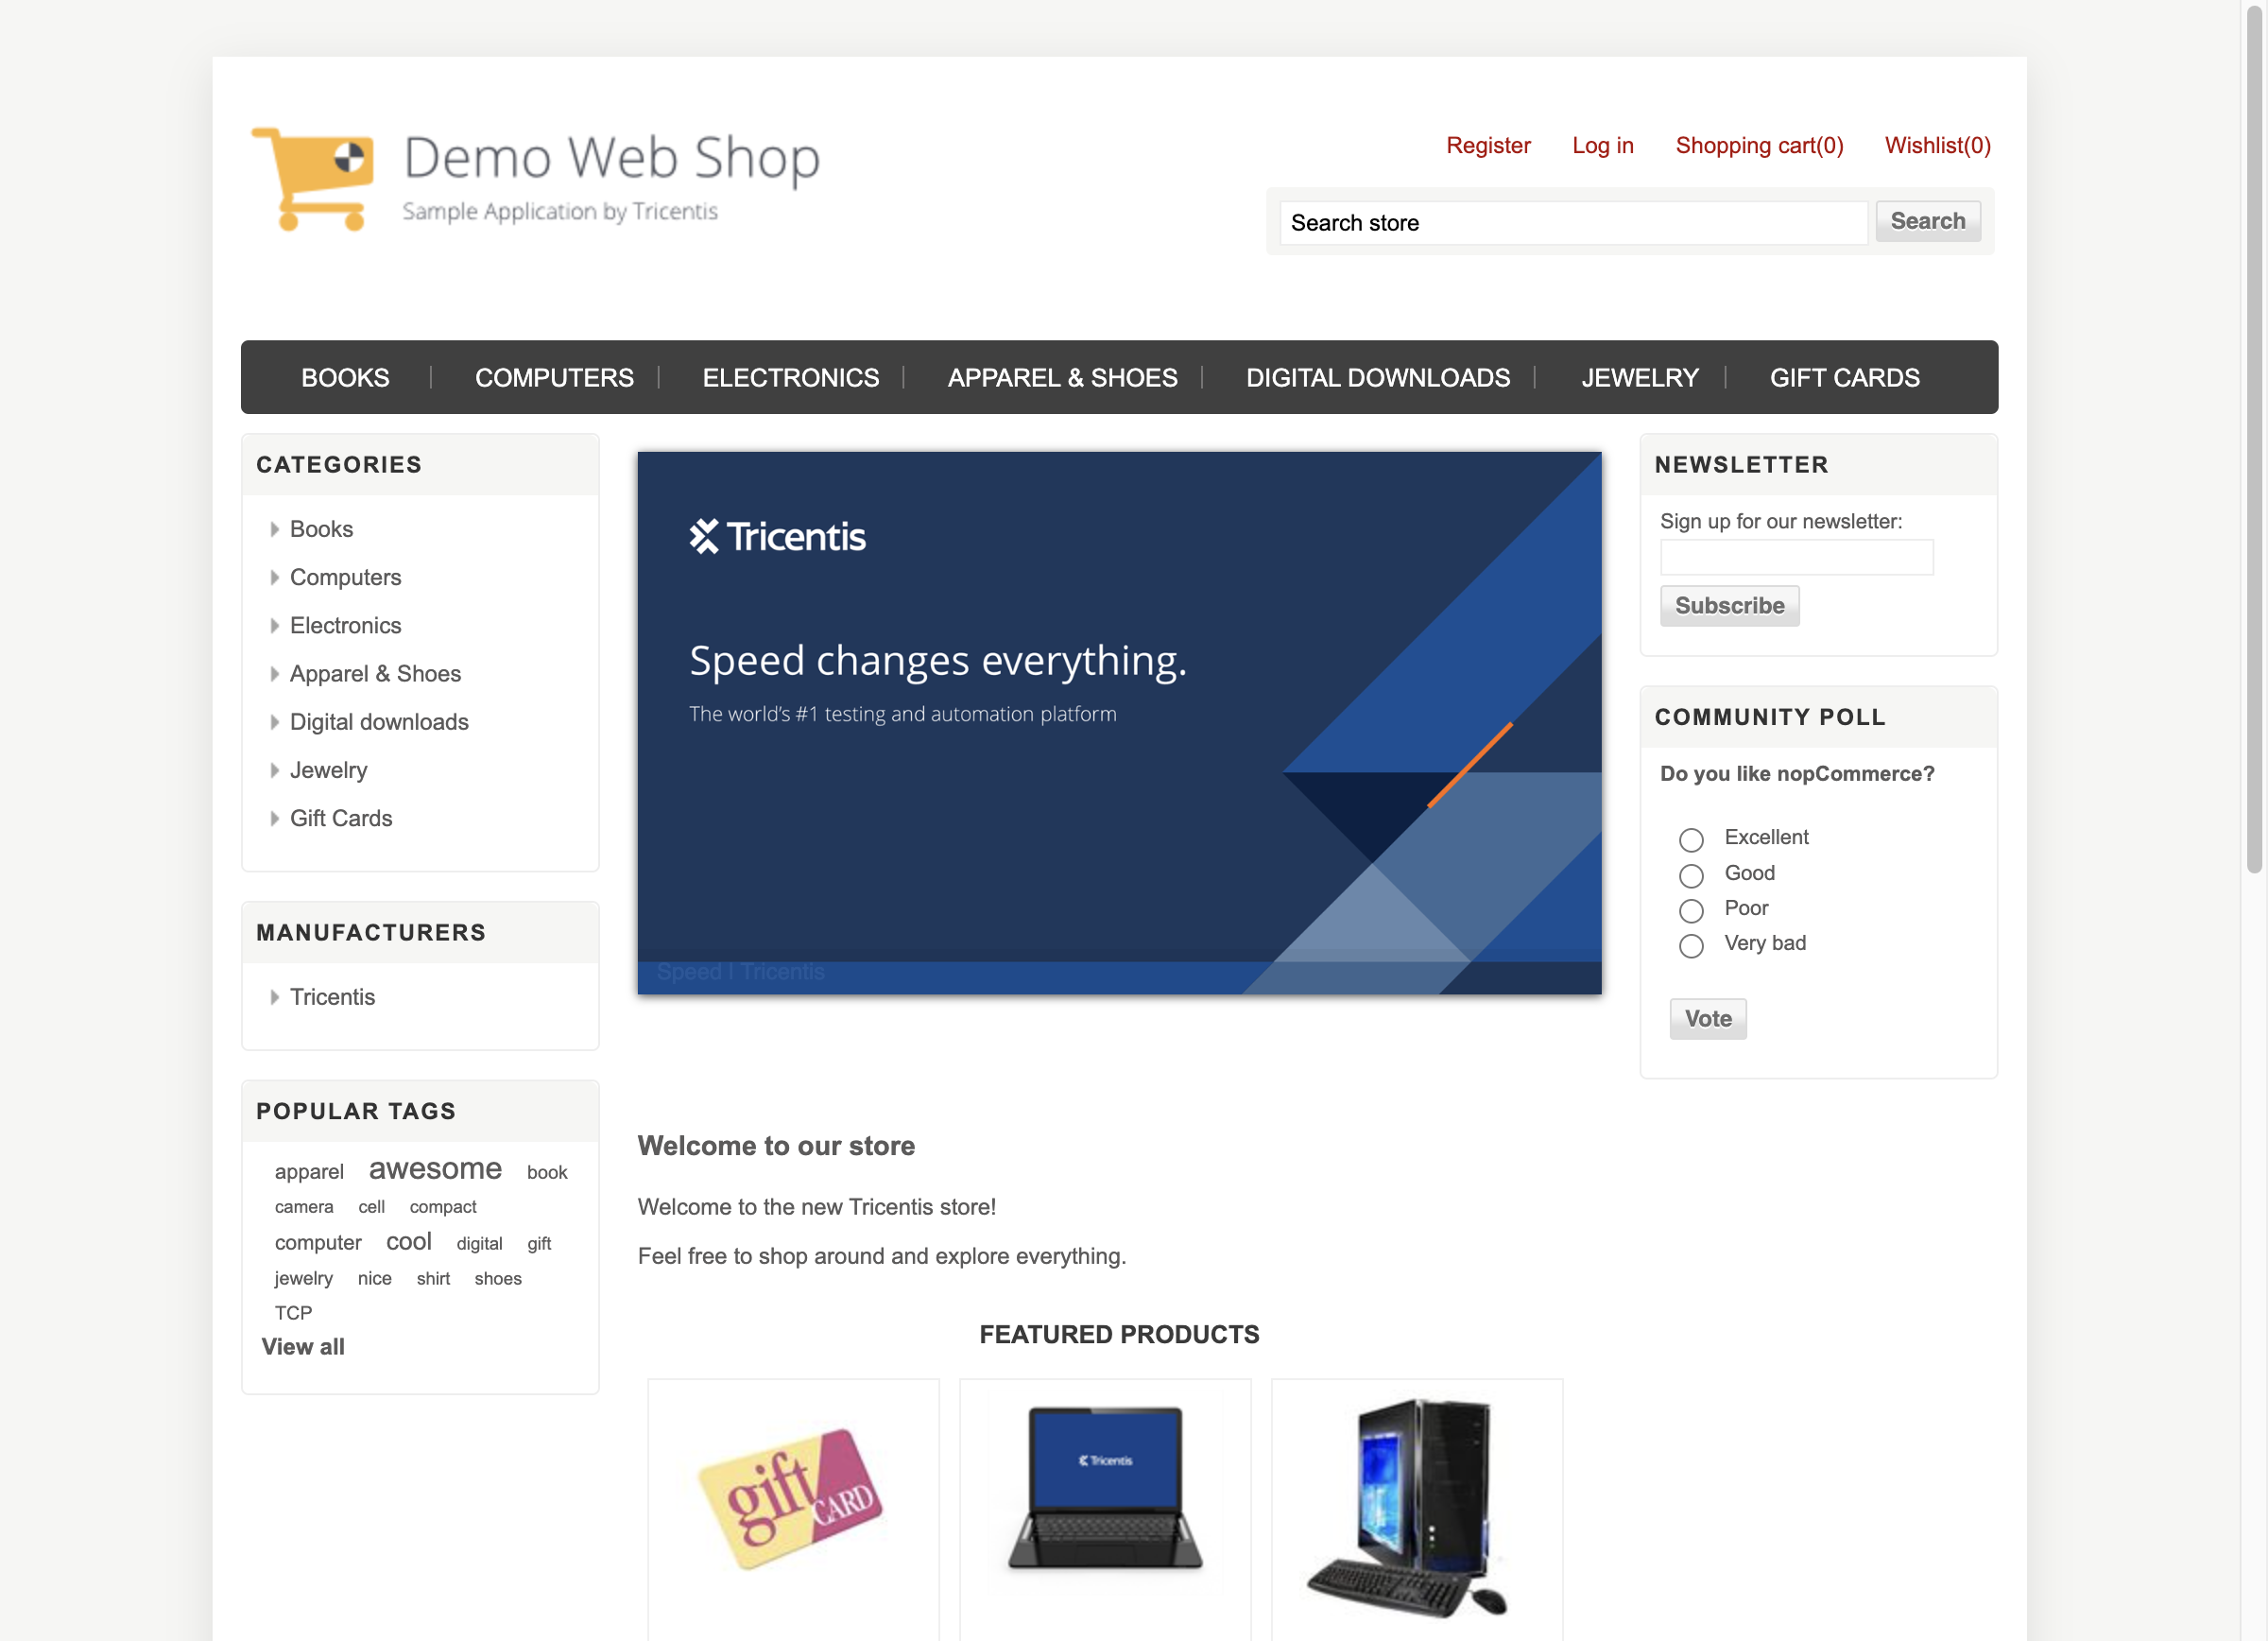 Demo Web Shop
Sample Application by Tricentis
Register Log in Shopping cart(0) Wishlist(0)
Search store Search
BOOKS COMPUTERS ELECTRONICS APPAREL & SHOES DIGITAL DOWNLOADS JEWELRY GIFT CARDS
CATEGORIES
Books
Computers
Electronics
Apparel & Shoes
Digital downloads
Jewelry
Gift Cards
MANUFACTURERS
Tricentis
POPULAR TAGS
apparel awesome book
camera cell compact
computer cool digital gift
jewelry nice shirt shoes
TCP
View all
Tricentis
Speed changes everything.
The world's #1 testing and automation platform
Speed | Tricentis
Welcome to our store
Welcome to the new Tricentis store!
Feel free to shop around and explore everything.
FEATURED PRODUCTS
gift CARD
Tricentis
NEWSLETTER
Sign up for our newsletter:
Subscribe
COMMUNITY POLL
Do you like nopCommerce?
Excellent
Good
Poor
Very bad
Vote